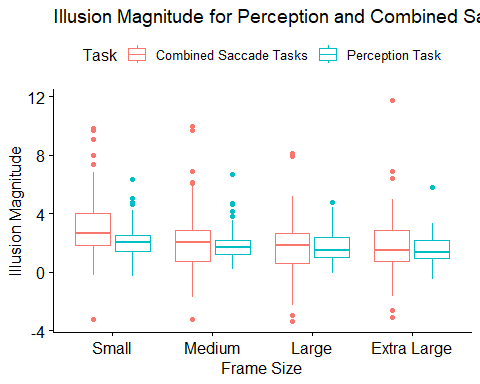 Illusion Magnitude for Perception and Combined Sa
Task Combined Saccade Tasks Perception Task
12
8
4
0
-4
Illusion Magnitude
Small Medium Large Extra Large
Frame Size